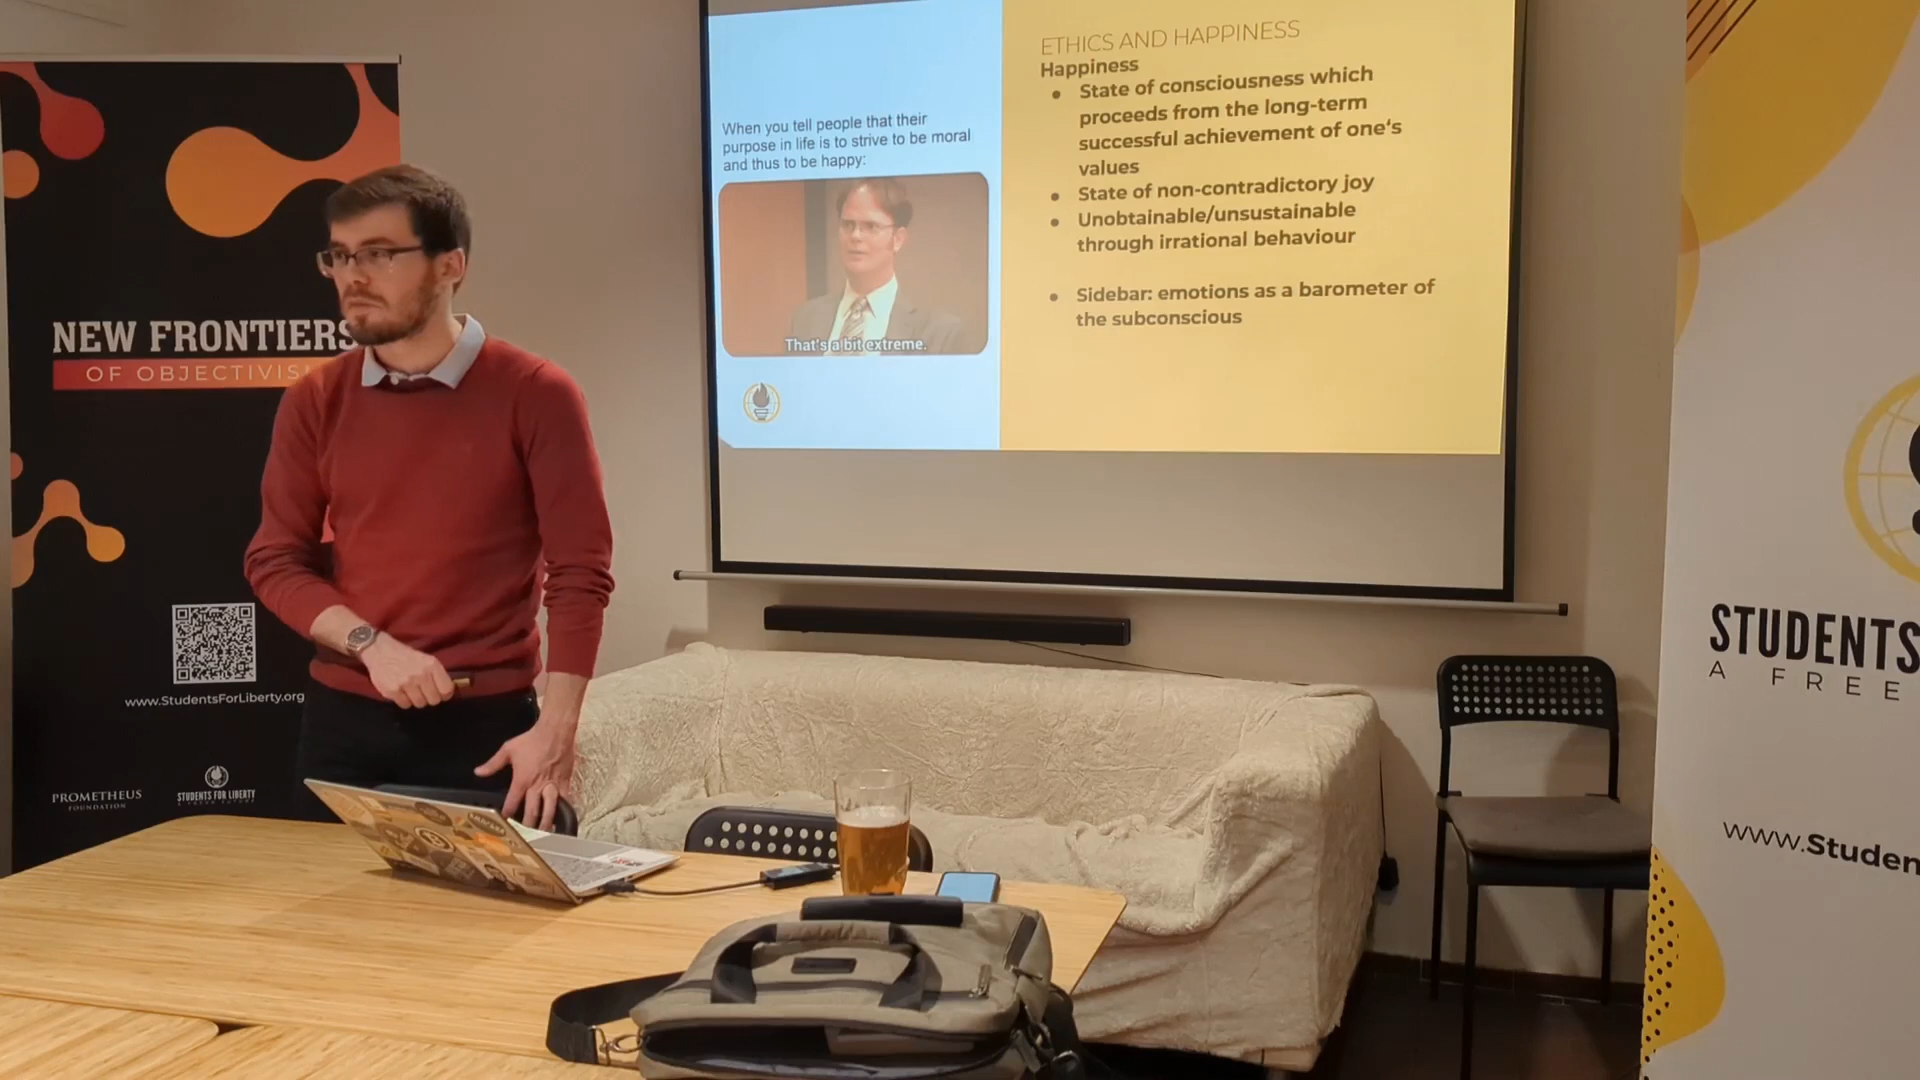 NEW FRONTIERS
OF OBJECTIVIS
www.StudentsForLiberty.org
PROMETHEUS
FOUNDATION
STUDENTS FOR LIBERTY
When you tell people that their
purpose in life is to strive to be moral
and thus to be happy:
That's a bit extreme.
ETHICS AND HAPPINESS
Happiness
• State of consciousness which
proceeds from the long-term
successful achievement of one‘s
values
• State of non-contradictory joy
• Unobtainable/unsustainable
through irrational behaviour
• Sidebar: emotions as a barometer of
the subconscious
STUDENTS
A FREE
www.Studen